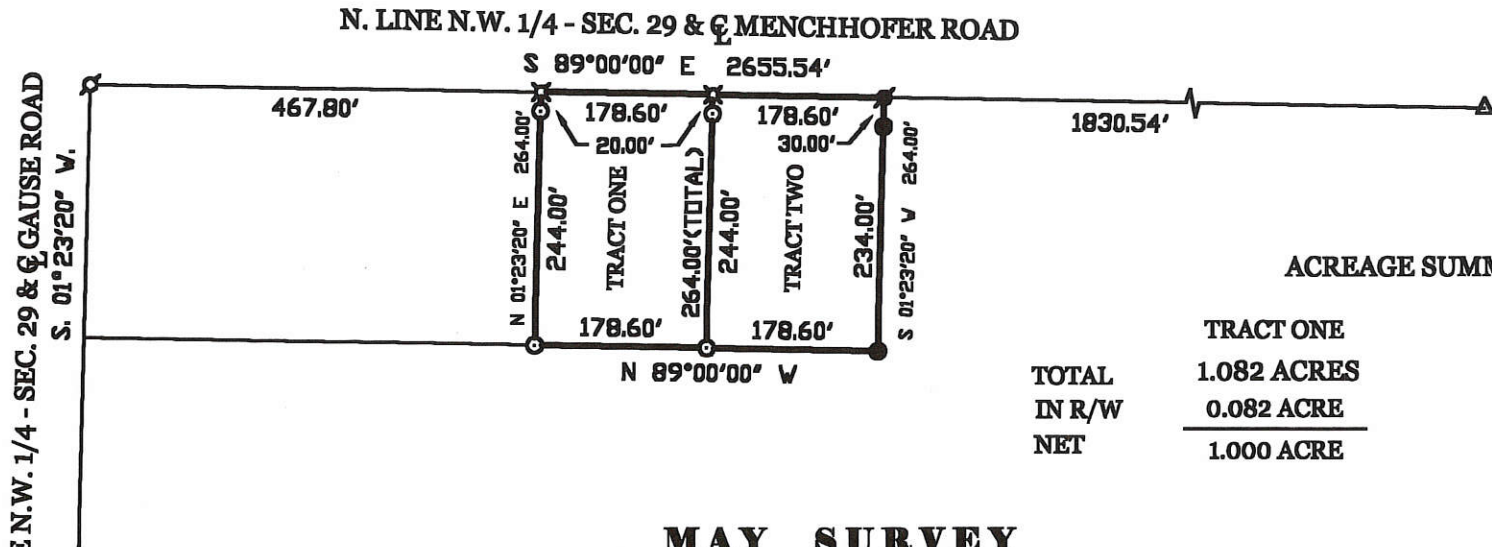 N. LINE N.W. 1/4 - SEC. 29 & ℄ MENCHHOFER ROAD
S 89°00'00" E 2655.54'
467.80'
178.60'
178.60'
1830.54'
20.00'
30.00'
N.W. 1/4 - SEC. 29 & ℄ GAUSE ROAD
S. 01°23'20" W.
N 01°23'20" E 264.00'
244.00'
TRACT ONE
264.00'(TOTAL)
244.00'
TRACT TWO
234.00'
S 01°23'20" W 264.00'
178.60'
178.60'
N 89°00'00" W
ACREAGE SUMM
TRACT ONE
TOTAL 1.082 ACRES
IN R/W 0.082 ACRE
NET 1.000 ACRE
MAY SURVEY